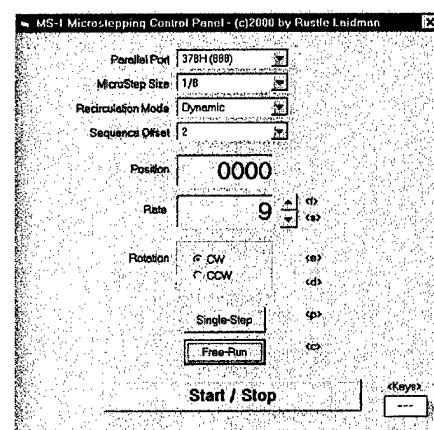 MS-1 Microstepping Control Panel - (c)2000 by Rustle Laidman
Parallel Port 378H (888)
MicroStep Size 1/8
Recirculation Mode Dynamic
Sequence Offset 2
Position 0000
Rate 9
Rotation CW
CCW
Single-Step
Free-Run
Start / Stop
<Keys>
---